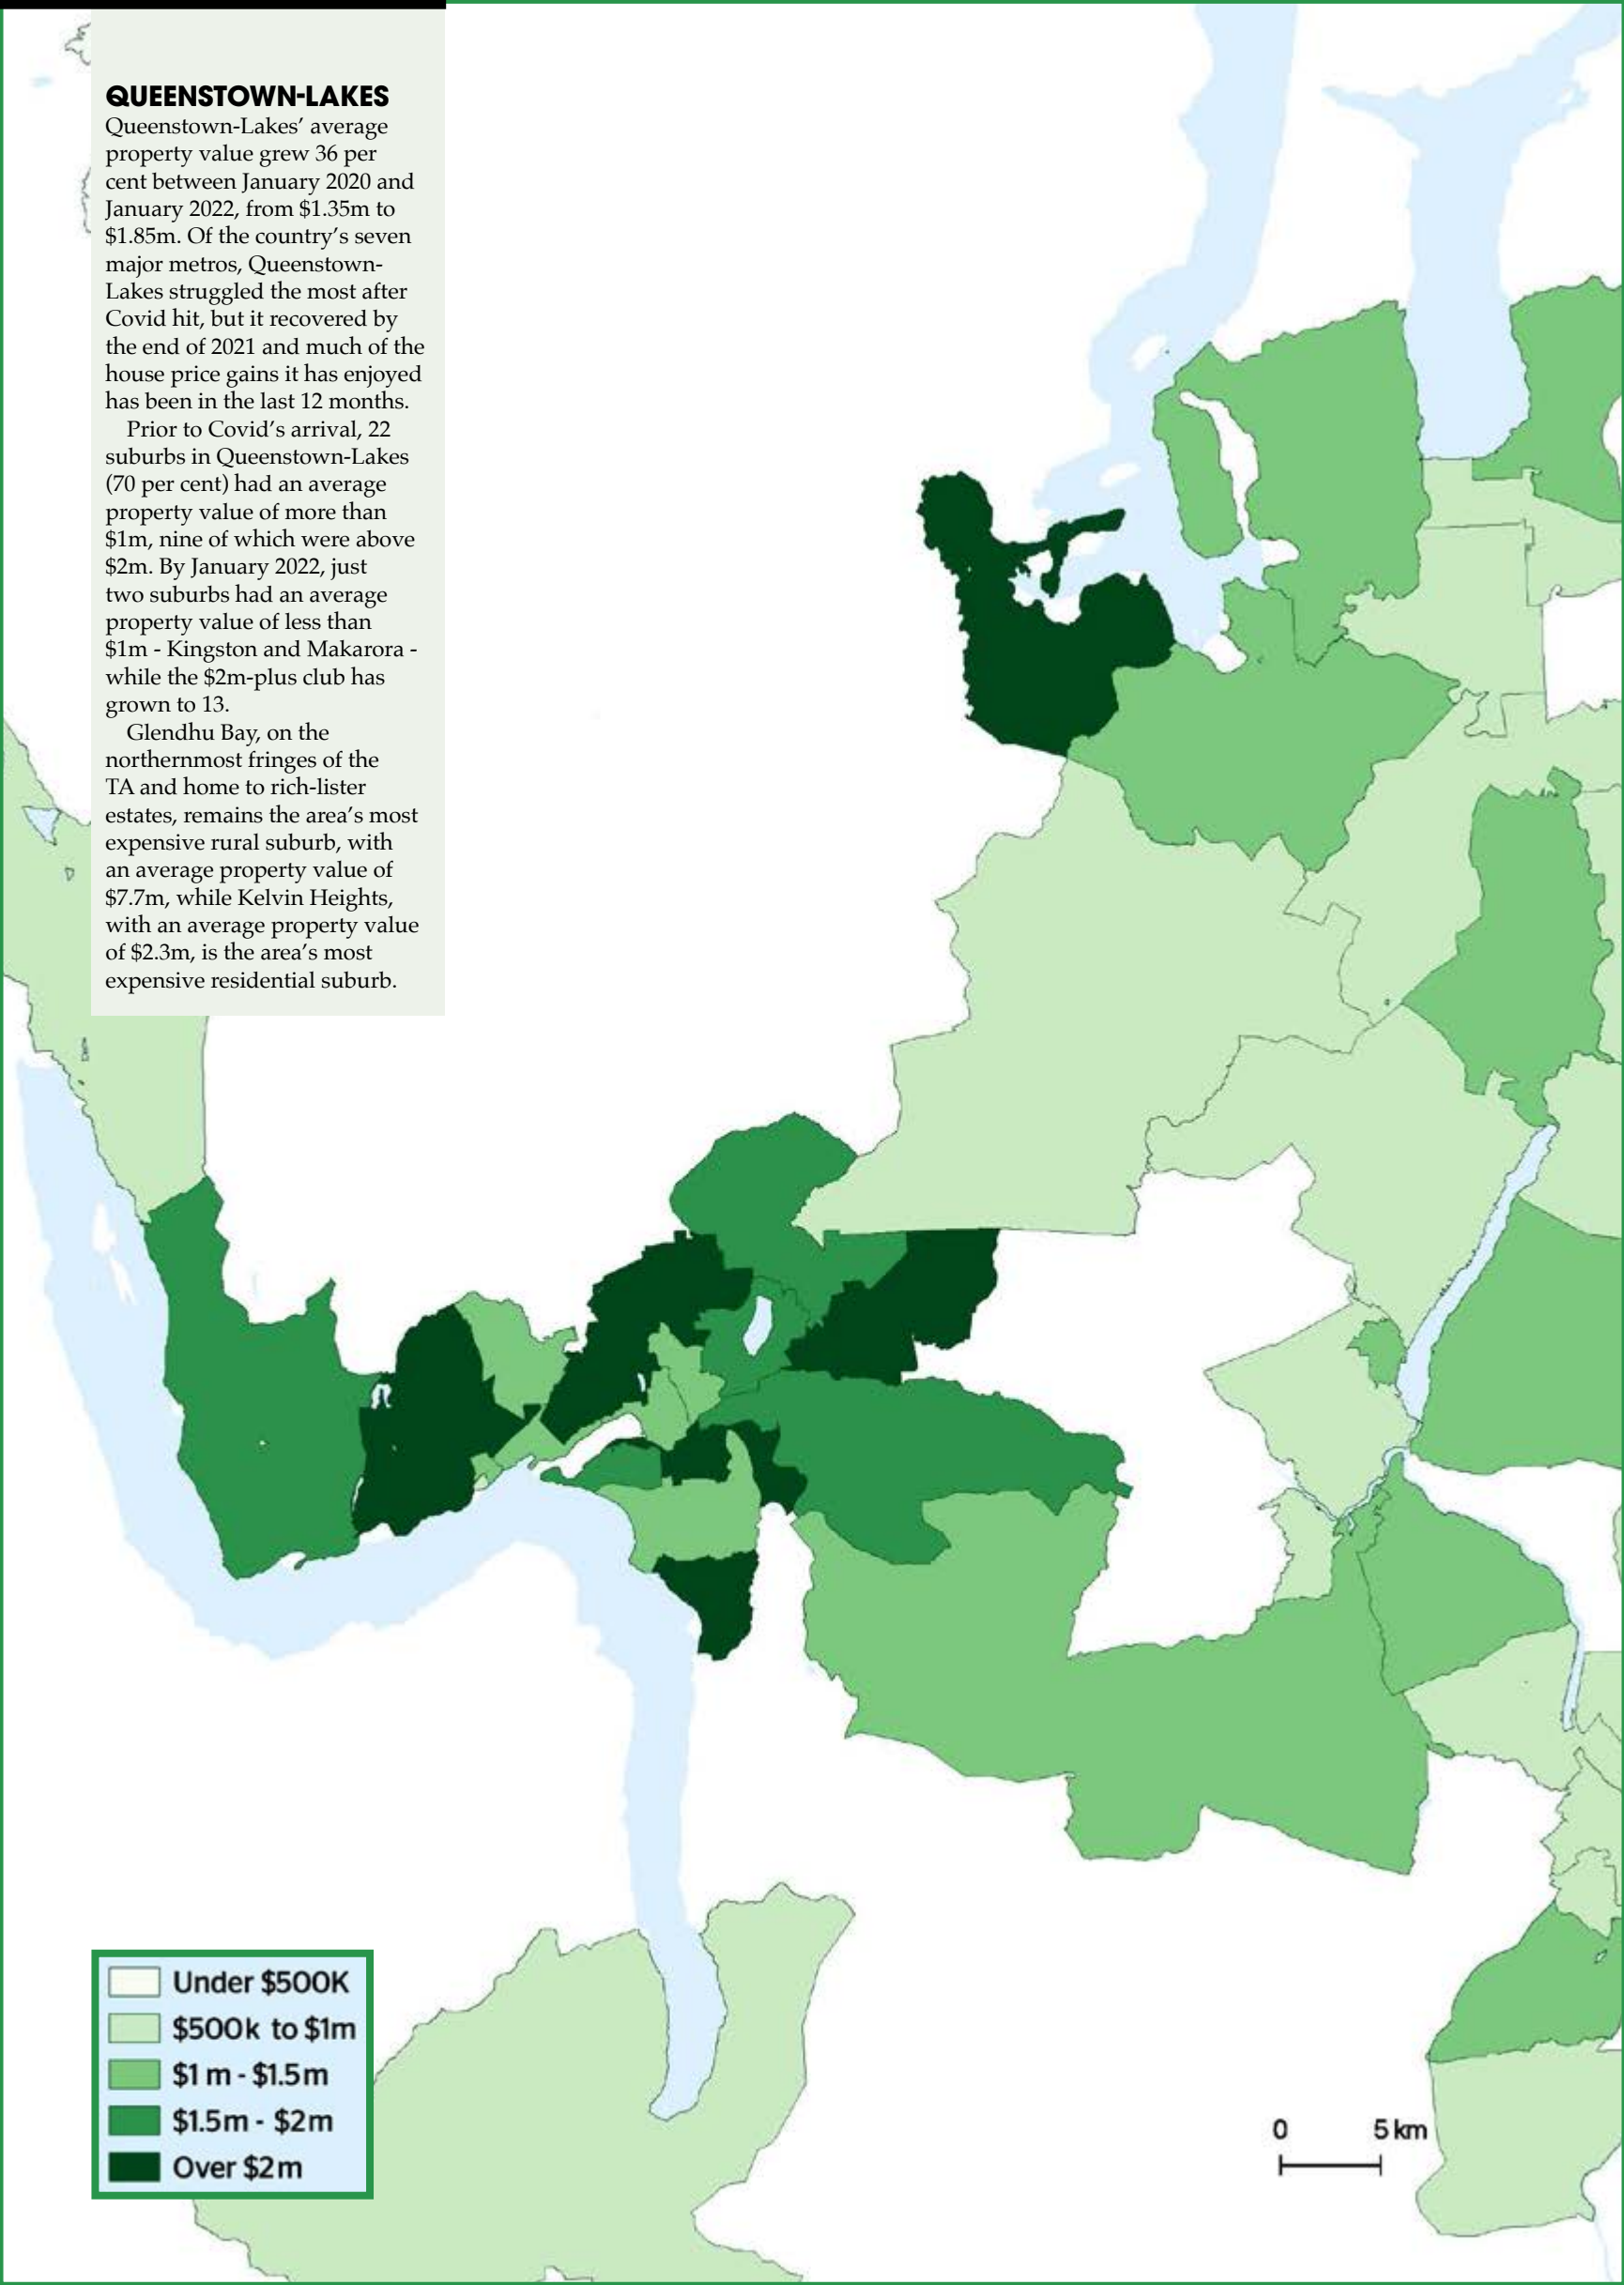 QUEENSTOWN-LAKES
Queenstown-Lakes’ average
property value grew 36 per
cent between January 2020 and
January 2022, from $1.35m to
$1.85m. Of the country’s seven
major metros, Queenstown-
Lakes struggled the most after
Covid hit, but it recovered by
the end of 2021 and much of the
house price gains it has enjoyed
has been in the last 12 months.
Prior to Covid’s arrival, 22
suburbs in Queenstown-Lakes
(70 per cent) had an average
property value of more than
$1m, nine of which were above
$2m. By January 2022, just
two suburbs had an average
property value of less than
$1m - Kingston and Makarora -
while the $2m-plus club has
grown to 13.
Glendhu Bay, on the
northernmost fringes of the
TA and home to rich-lister
estates, remains the area’s most
expensive rural suburb, with
an average property value of
$7.7m, while Kelvin Heights,
with an average property value
of $2.3m, is the area’s most
expensive residential suburb.
Under $500K
$500k to $1m
$1m - $1.5m
$1.5m - $2m
Over $2m
0 5 km